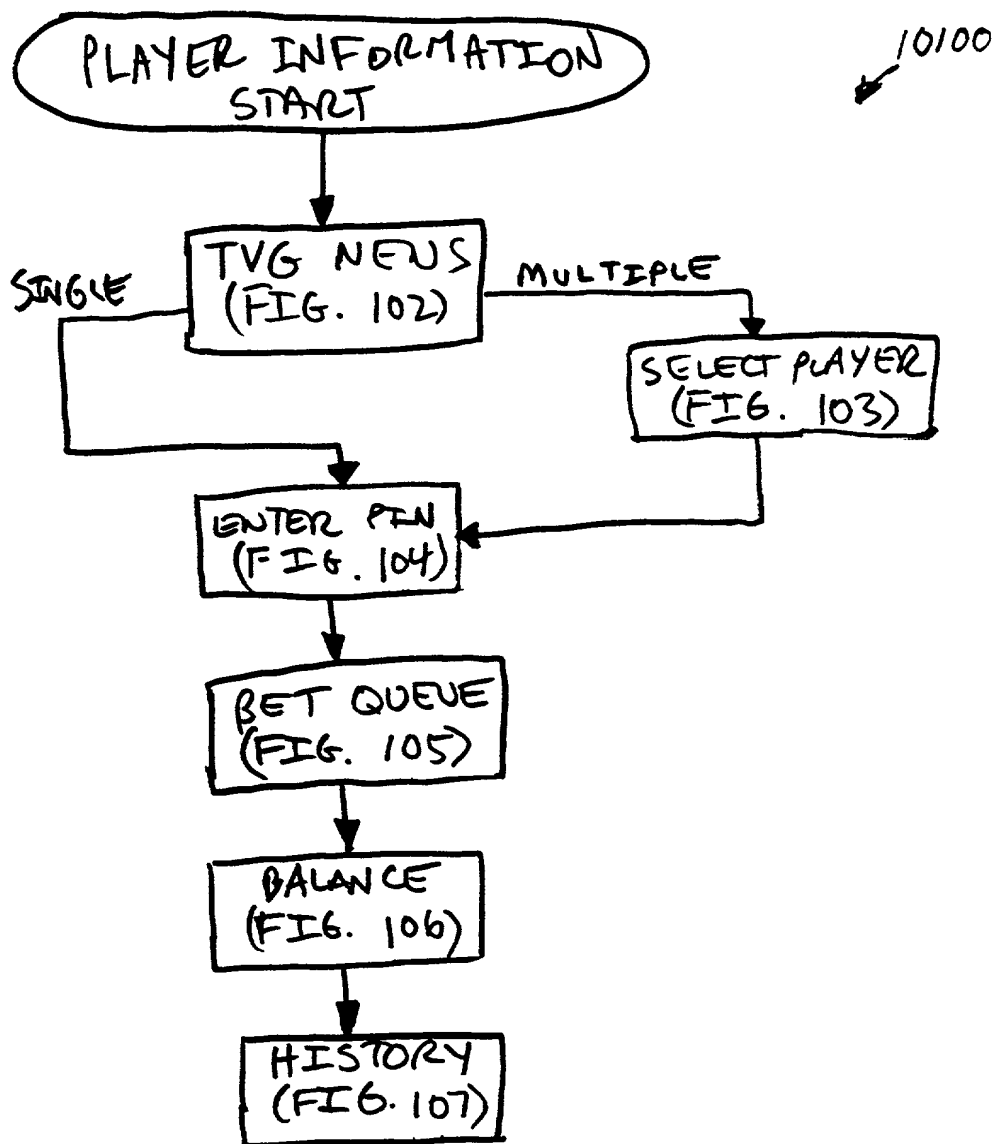 PLAYER INFORMATION
START
10100
TVG NEWS
(FIG. 102)
SINGLE
MULTIPLE
SELECT PLAYER
(FIG. 103)
ENTER PIN
(FIG. 104)
BET QUEUE
(FIG. 105)
BALANCE
(FIG. 106)
HISTORY
(FIG. 107)